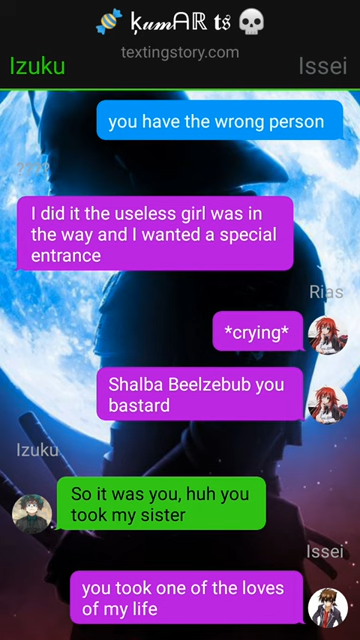 🍬 ķ𝓾𝓶ᗩℝ 𝖙𝖘 💀
textingstory.com
Izuku
Issei
you have the wrong person
????
I did it the useless girl was in
the way and I wanted a special
entrance
Rias
*crying*
Shalba Beelzebub you
bastard
Izuku
So it was you, huh you
took my sister
Issei
you took one of the loves
of my life